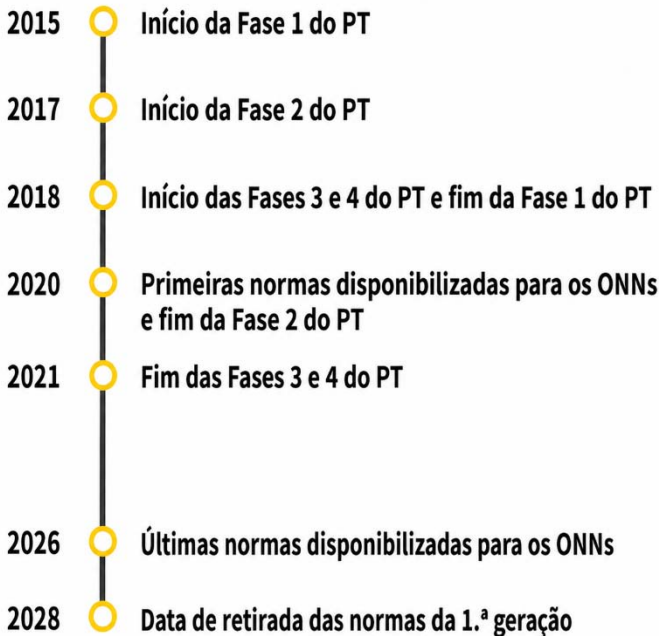 2015 Início da Fase 1 do PT
2017 Início da Fase 2 do PT
2018 Início das Fases 3 e 4 do PT e fim da Fase 1 do PT
2020 Primeiras normas disponibilizadas para os ONNs
e fim da Fase 2 do PT
2021 Fim das Fases 3 e 4 do PT
2026 Últimas normas disponibilizadas para os ONNs
2028 Data de retirada das normas da 1.ª geração